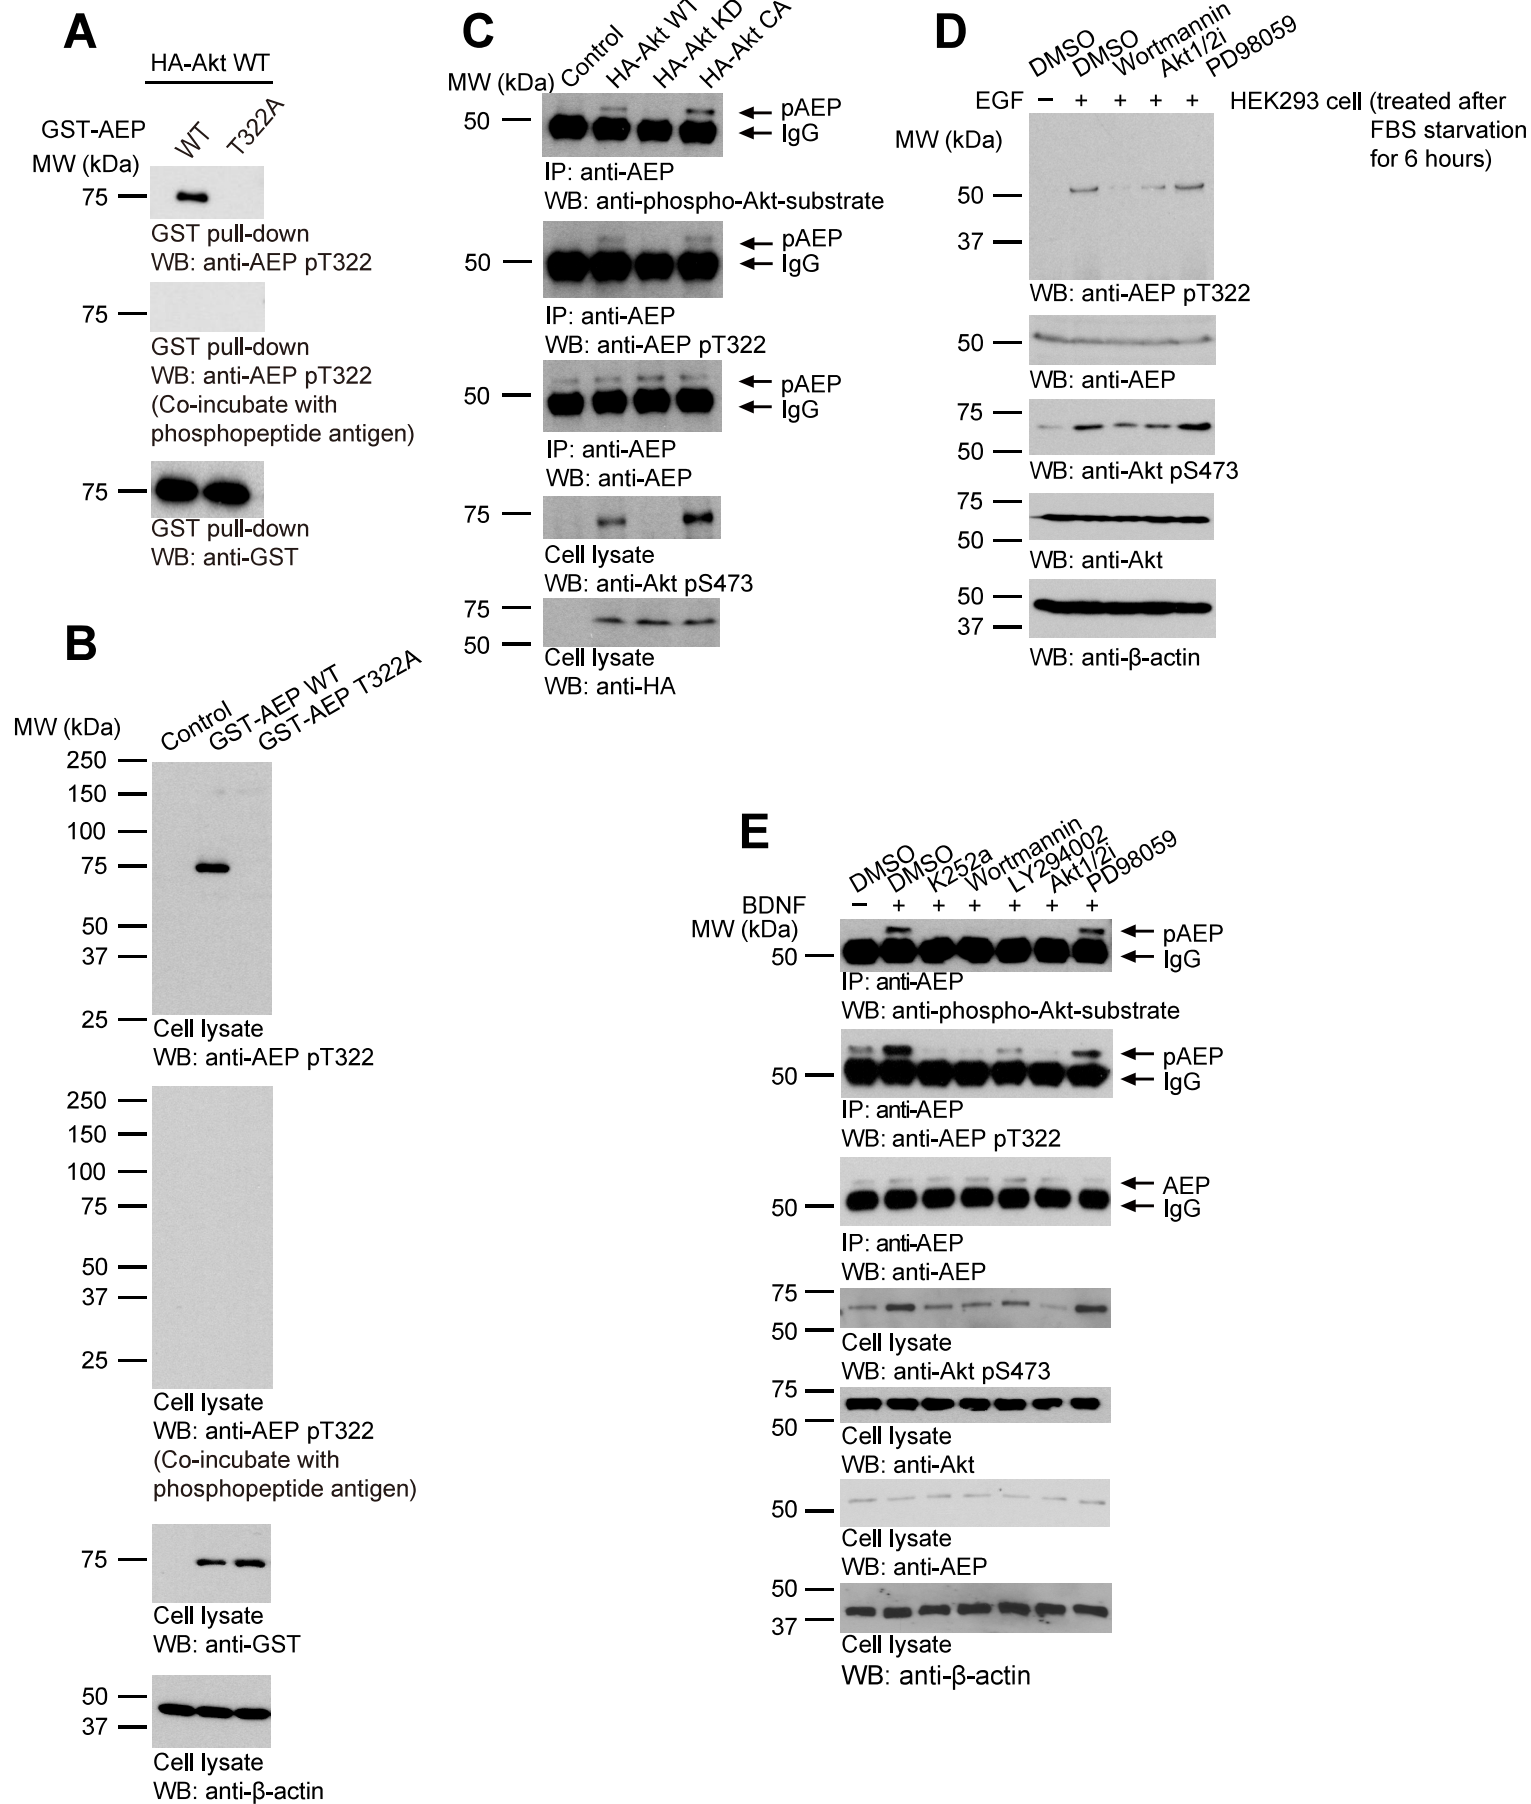 A
HA-Akt WT
GST-AEP
WT
T322A
MW (kDa)
75
GST pull-down
WB: anti-AEP pT322
75
GST pull-down
WB: anti-AEP pT322
(Co-incubate with
phosphopeptide antigen)
75
GST pull-down
WB: anti-GST
B
Control
GST-AEP WT
GST-AEP T322A
MW (kDa)
250
150
100
75
50
37
25
Cell lysate
WB: anti-AEP pT322
250
150
100
75
50
37
25
Cell lysate
WB: anti-AEP pT322
(Co-incubate with
phosphopeptide antigen)
75
Cell lysate
WB: anti-GST
50
37
Cell lysate
WB: anti-β-actin
C
MW (kDa)
Control
HA-Akt WT
HA-Akt KD
HA-Akt CA
50
pAEP
IgG
IP: anti-AEP
WB: anti-phospho-Akt-substrate
50
pAEP
IgG
IP: anti-AEP
WB: anti-AEP pT322
50
pAEP
IgG
IP: anti-AEP
WB: anti-AEP
75
Cell lysate
WB: anti-Akt pS473
75
50
Cell lysate
WB: anti-HA
D
DMSO
DMSO
Wortmannin
Akt1/2i
PD98059
EGF − + + + +
HEK293 cell (treated after
FBS starvation
for 6 hours)
MW (kDa)
50
37
WB: anti-AEP pT322
50
WB: anti-AEP
75
50
WB: anti-Akt pS473
75
50
WB: anti-Akt
50
37
WB: anti-β-actin
E
DMSO
DMSO
K252a
Wortmannin
LY294002
Akt1/2i
PD98059
BDNF − + + + + + +
MW (kDa)
50
pAEP
IgG
IP: anti-AEP
WB: anti-phospho-Akt-substrate
50
pAEP
IgG
IP: anti-AEP
WB: anti-AEP pT322
50
AEP
IgG
IP: anti-AEP
WB: anti-AEP
75
50
Cell lysate
WB: anti-Akt pS473
75
50
Cell lysate
WB: anti-Akt
50
Cell lysate
WB: anti-AEP
50
37
Cell lysate
WB: anti-β-actin